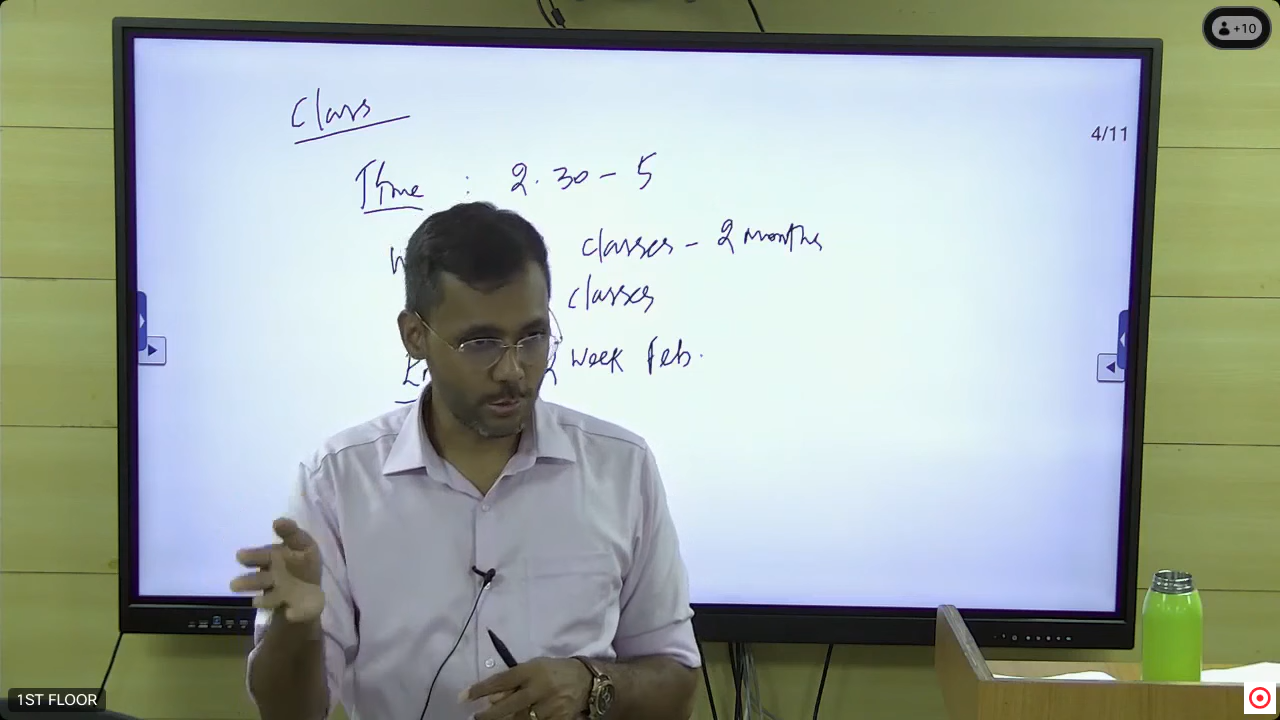 +10
Class
4/11
Time : 2.30 - 5
classes - 2 months
classes
week Feb.
1ST FLOOR